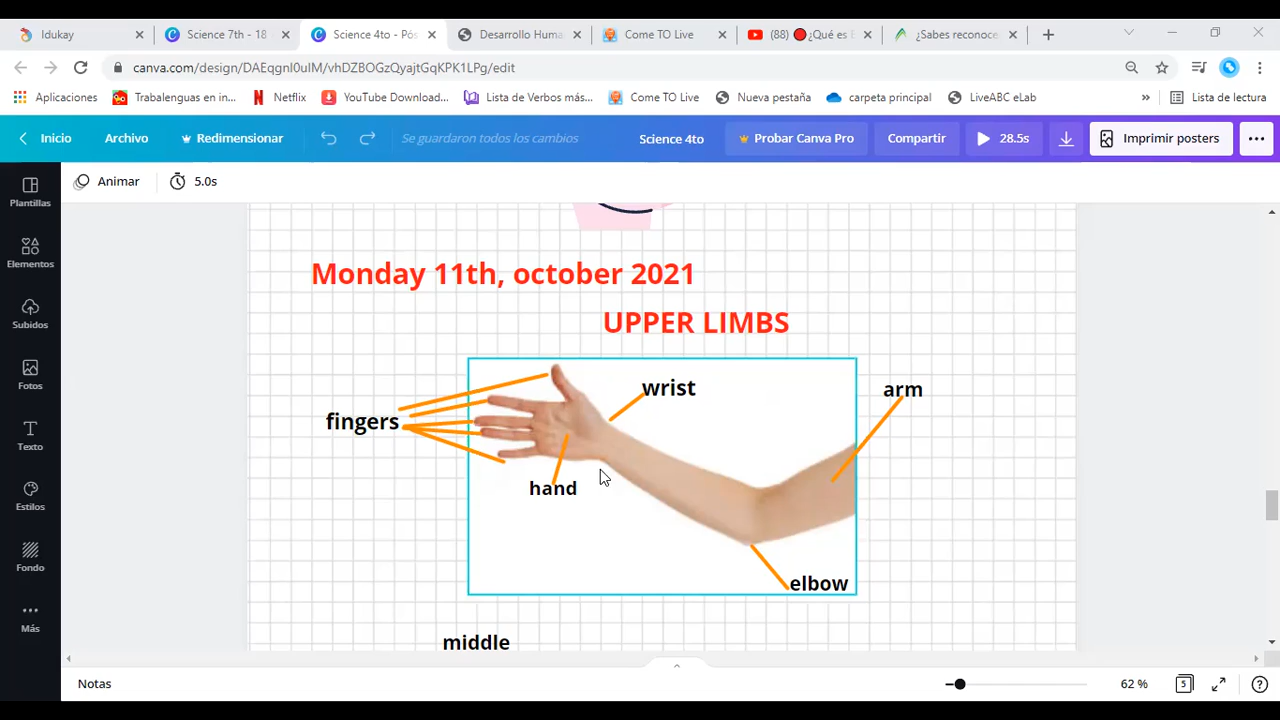 Idukay
Science 7th - 18
Science 4to - Pós
Desarrollo Huma
Come TO Live
(88) 🔴¿Qué es E
¿Sabes reconoce
canva.com/design/DAEqgnI0uIM/vhDZBOGzQyajtGqKPK1LPg/edit
Aplicaciones
Trabalenguas en in...
Netflix
YouTube Download...
Lista de Verbos más...
Come TO Live
Nueva pestaña
carpeta principal
LiveABC eLab
»
Lista de lectura
Inicio
Archivo
Redimensionar
Se guardaron todos los cambios
Science 4to
Probar Canva Pro
Compartir
28.5s
Imprimir posters
Animar
5.0s
Plantillas
Elementos
Subidos
Fotos
Texto
Estilos
Fondo
Más
Monday 11th, october 2021
UPPER LIMBS
wrist
arm
fingers
hand
elbow
middle
Notas
62 %
5